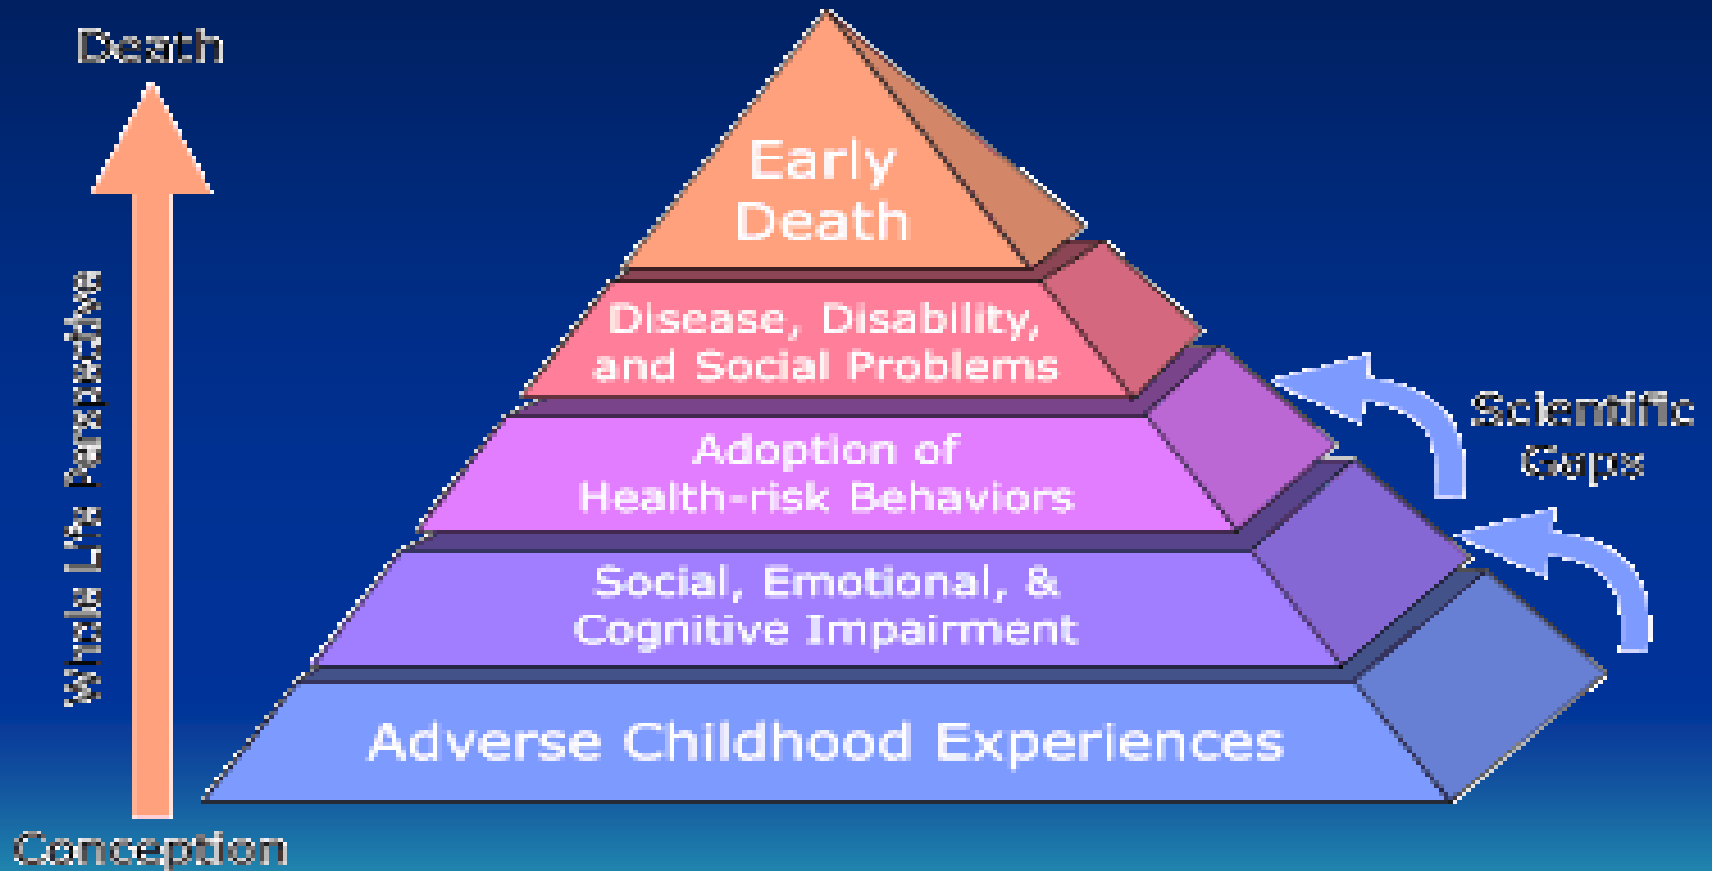 Death
Early
Death
Disease, Disability,
and Social Problems
Scientific
Gaps
Adoption of
Health-risk Behaviors
Whole Life Perspective
Social, Emotional, &
Cognitive Impairment
Adverse Childhood Experiences
Conception